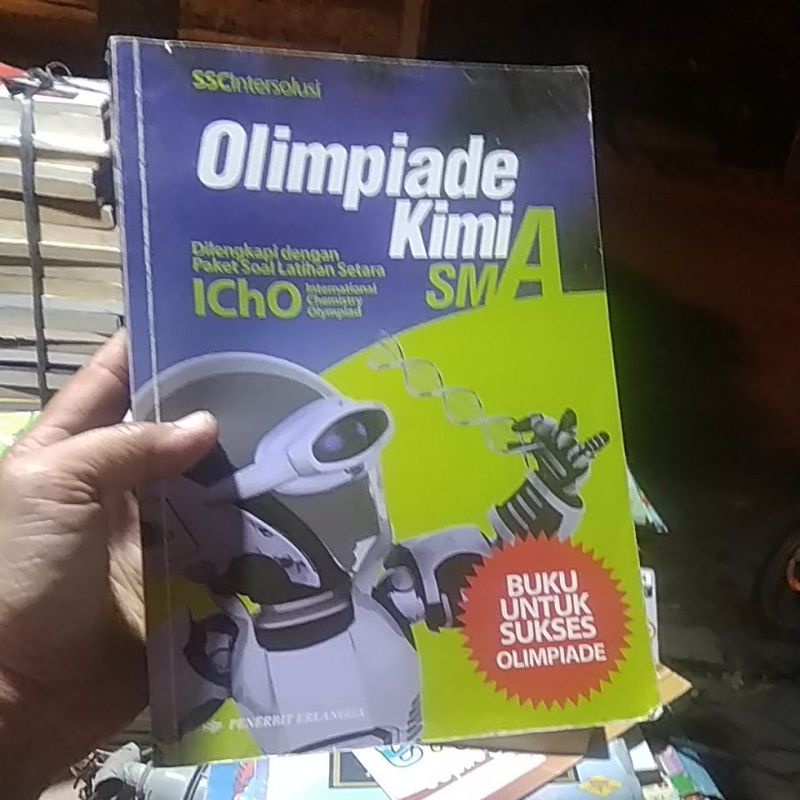 SSCIntersolusi
Olimpiade
KimiA
SMA
Dilengkapi dengan
Paket Soal Latihan Setara
IChO International
Chemistry
Olympiad
BUKU
UNTUK
SUKSES
OLIMPIADE
PENERBIT ERLANGGA